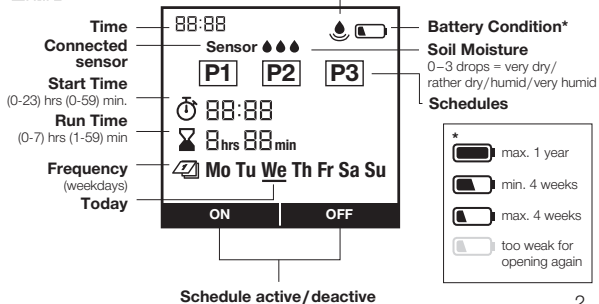 Time
Connected
sensor
Start Time
(0-23) hrs (0-59) min.
Run Time
(0-7) hrs (1-59) min
Frequency
(weekdays)
Today
88:88
Sensor
P1 P2 P3
88:88
8hrs 88min
Mo Tu We Th Fr Sa Su
ON OFF
Schedule active/deactive
Battery Condition*
Soil Moisture
0–3 drops = very dry/
rather dry/humid/very humid
Schedules
*
max. 1 year
min. 4 weeks
max. 4 weeks
too weak for
opening again